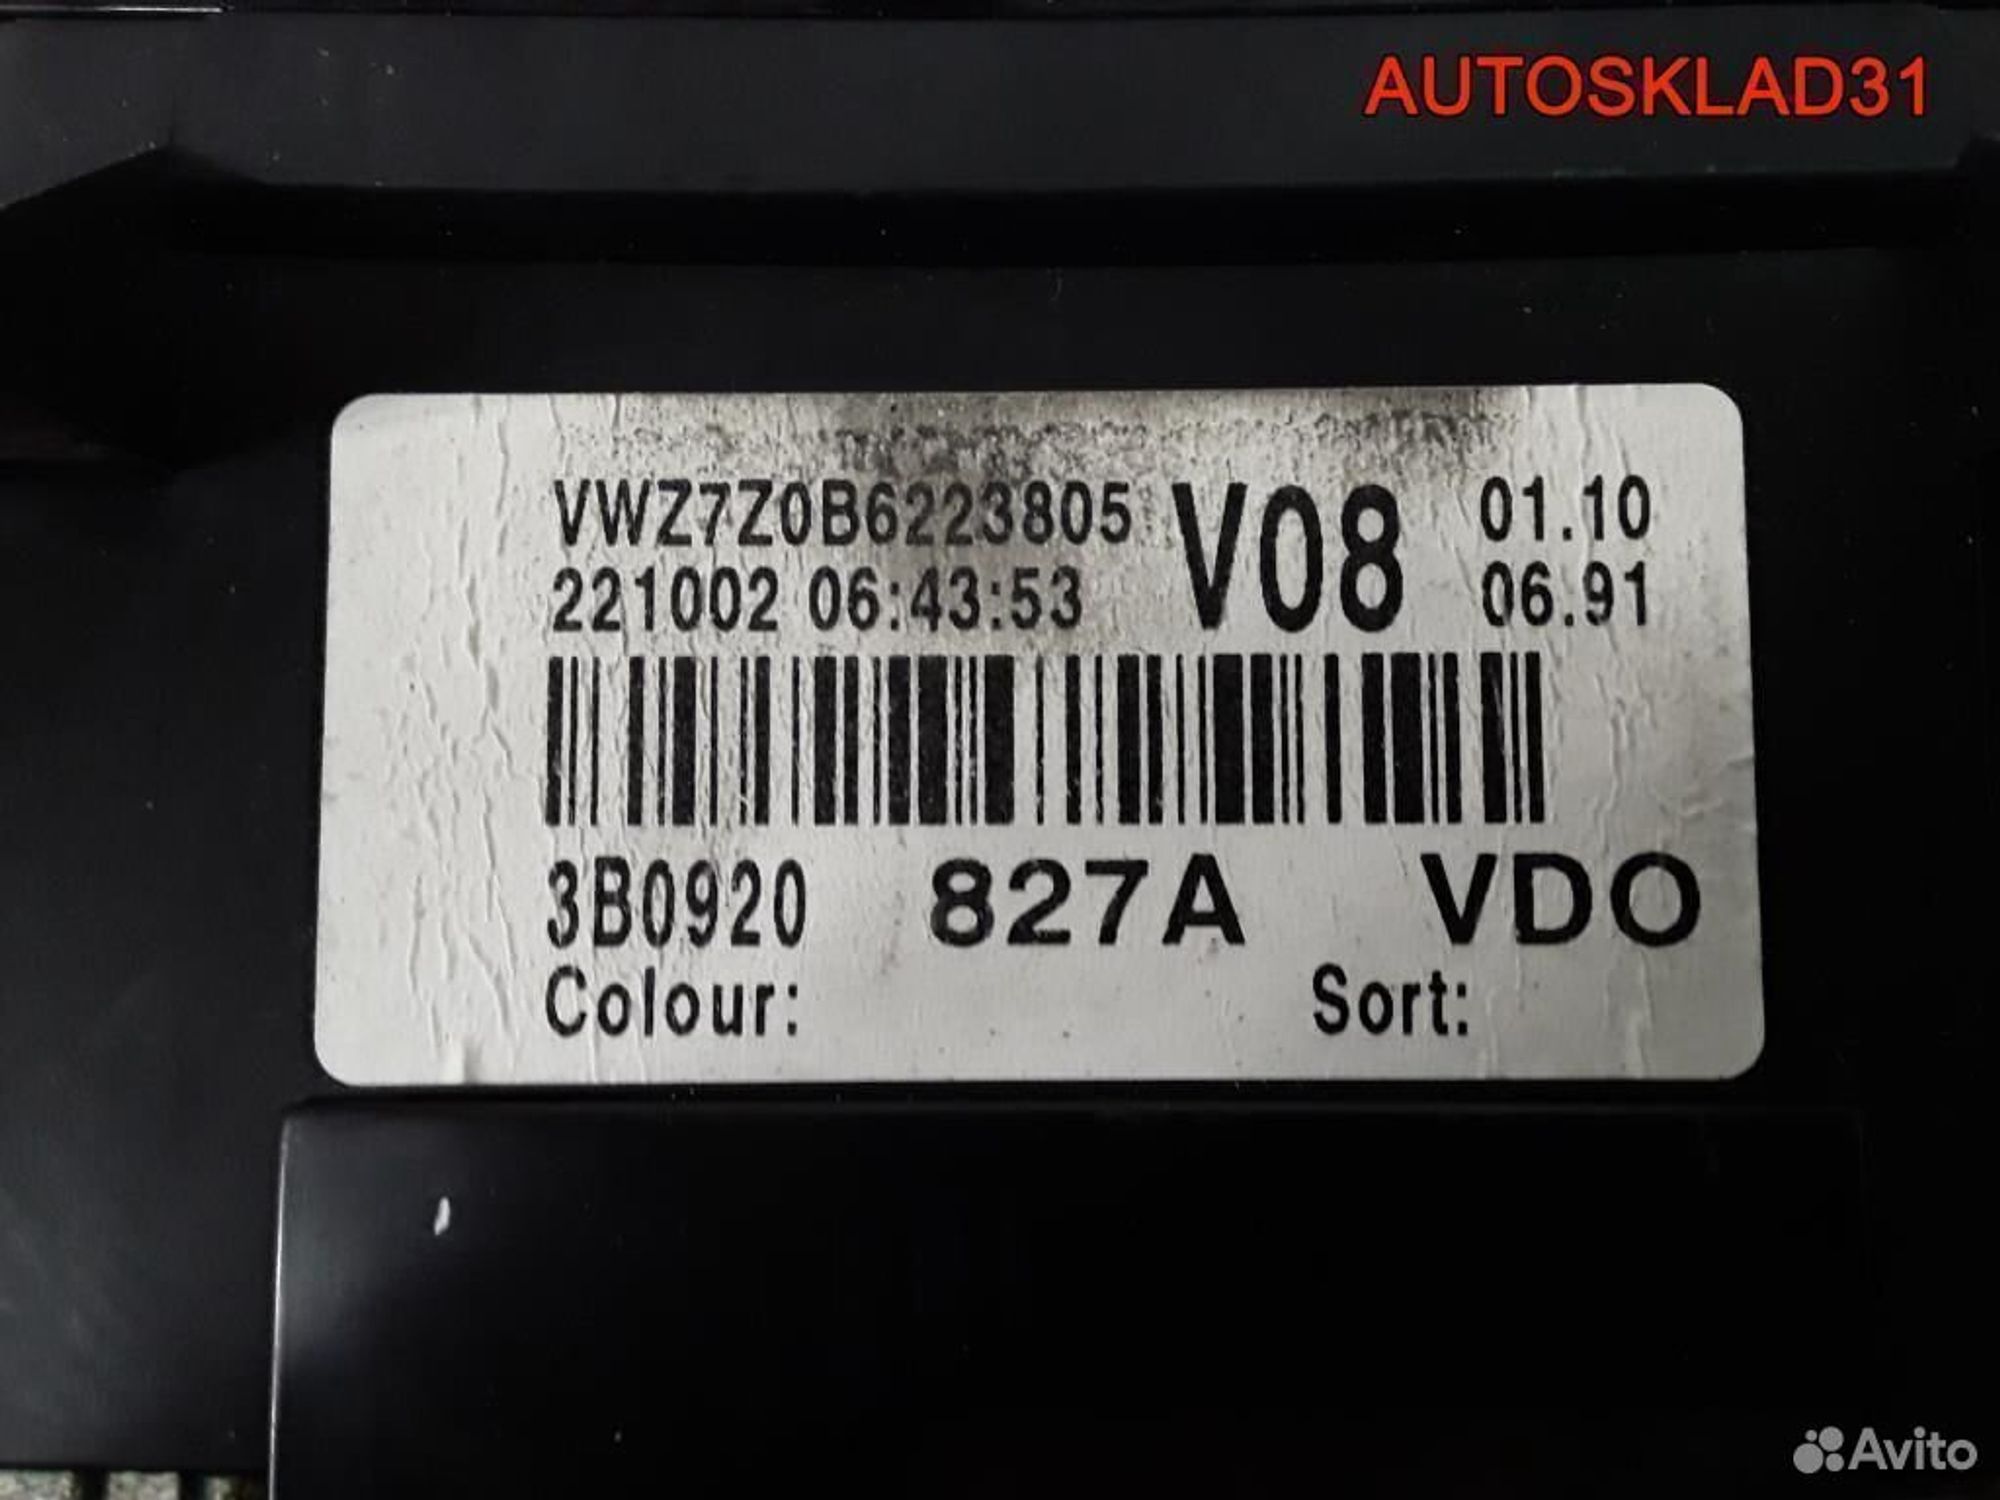 AUTOSKLAD31
VWZ7Z0B6223805 V08 01.10
221002 06:43:53 06.91
3B0920 827A VDO
Colour: Sort:
Avito